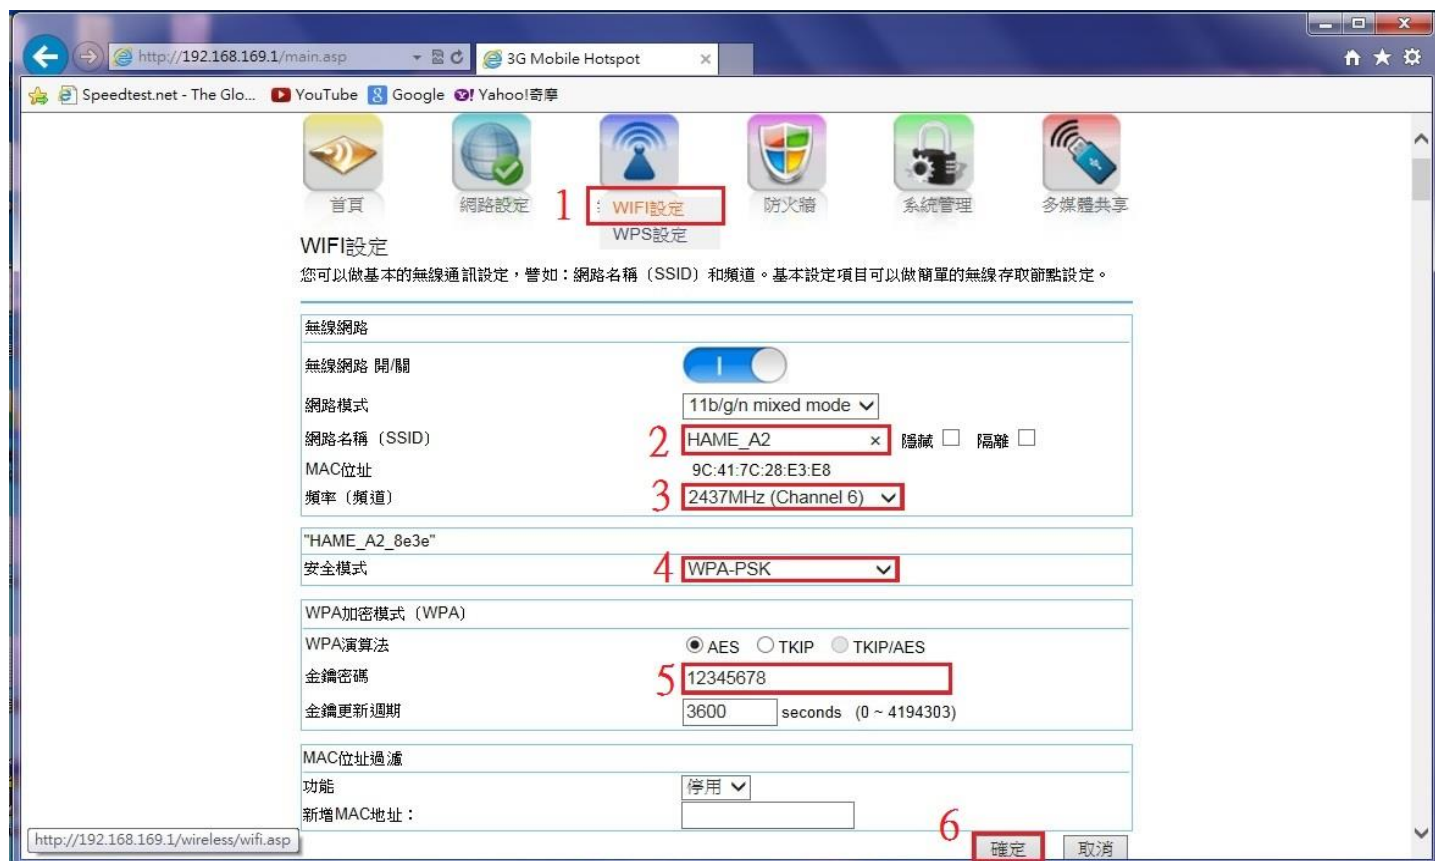 http://192.168.169.1/main.asp
3G Mobile Hotspot
Speedtest.net - The Glo... YouTube Google Yahoo!奇摩
首頁 網路設定 防火牆 系統管理 多媒體共享
1 WIFI設定
WPS設定
WIFI設定
您可以做基本的無線通訊設定，譬如：網路名稱（SSID）和頻道。基本設定項目可以做簡單的無線存取節點設定。
無線網路
無線網路 開/關
網路模式 11b/g/n mixed mode
網路名稱（SSID） 2 HAME_A2 × 隱藏 隔離
MAC位址 9C:41:7C:28:E3:E8
頻率（頻道） 3 2437MHz (Channel 6)
"HAME_A2_8e3e"
安全模式 4 WPA-PSK
WPA加密模式（WPA）
WPA演算法 AES TKIP TKIP/AES
金鑰密碼 5 12345678
金鑰更新週期 3600 seconds (0 ~ 4194303)
MAC位址過濾
功能 停用
新增MAC地址：
http://192.168.169.1/wireless/wifi.asp
6 確定 取消